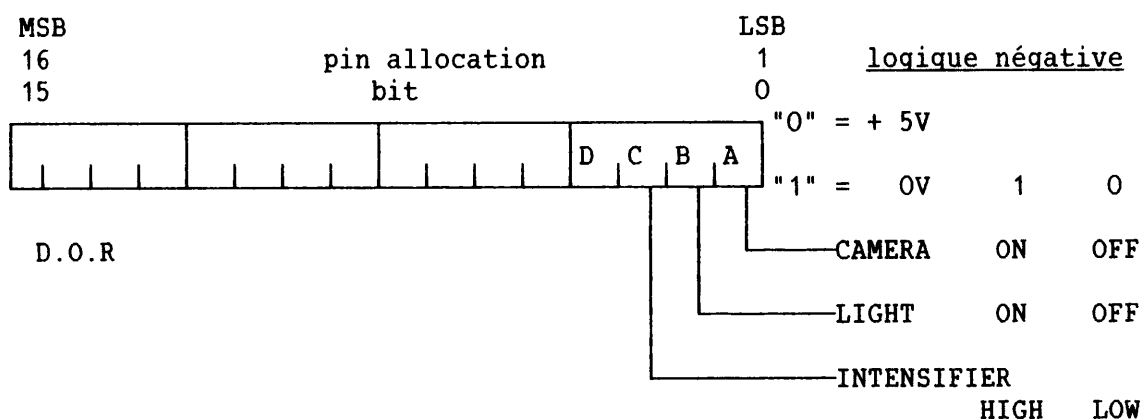 MSB LSB
16 pin allocation 1 logique négative
15 bit 0
"0" = + 5V
D C B A
"1" = 0V 1 0
D.O.R CAMERA ON OFF
LIGHT ON OFF
INTENSIFIER
HIGH LOW